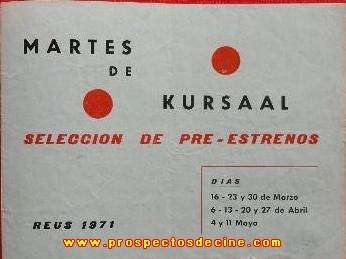 MARTES
DE
KURSAAL
SELECCION DE PRE-ESTRENOS
DIAS
16 - 23 y 30 de Marzo
6 - 13 - 20 y 27 de Abril
4 y 11 Mayo
REUS 1971
www.prospectosdecine.com